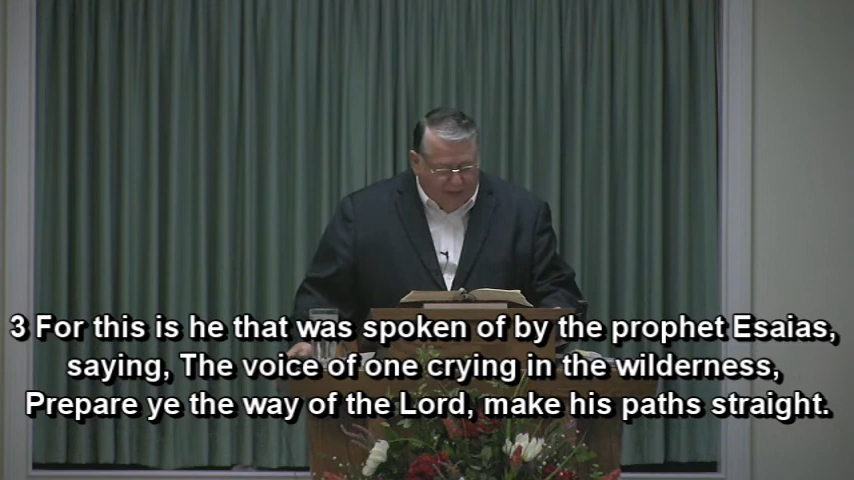 3 For this is he that was spoken of by the prophet Esaias,
saying, The voice of one crying in the wilderness,
Prepare ye the way of the Lord, make his paths straight.